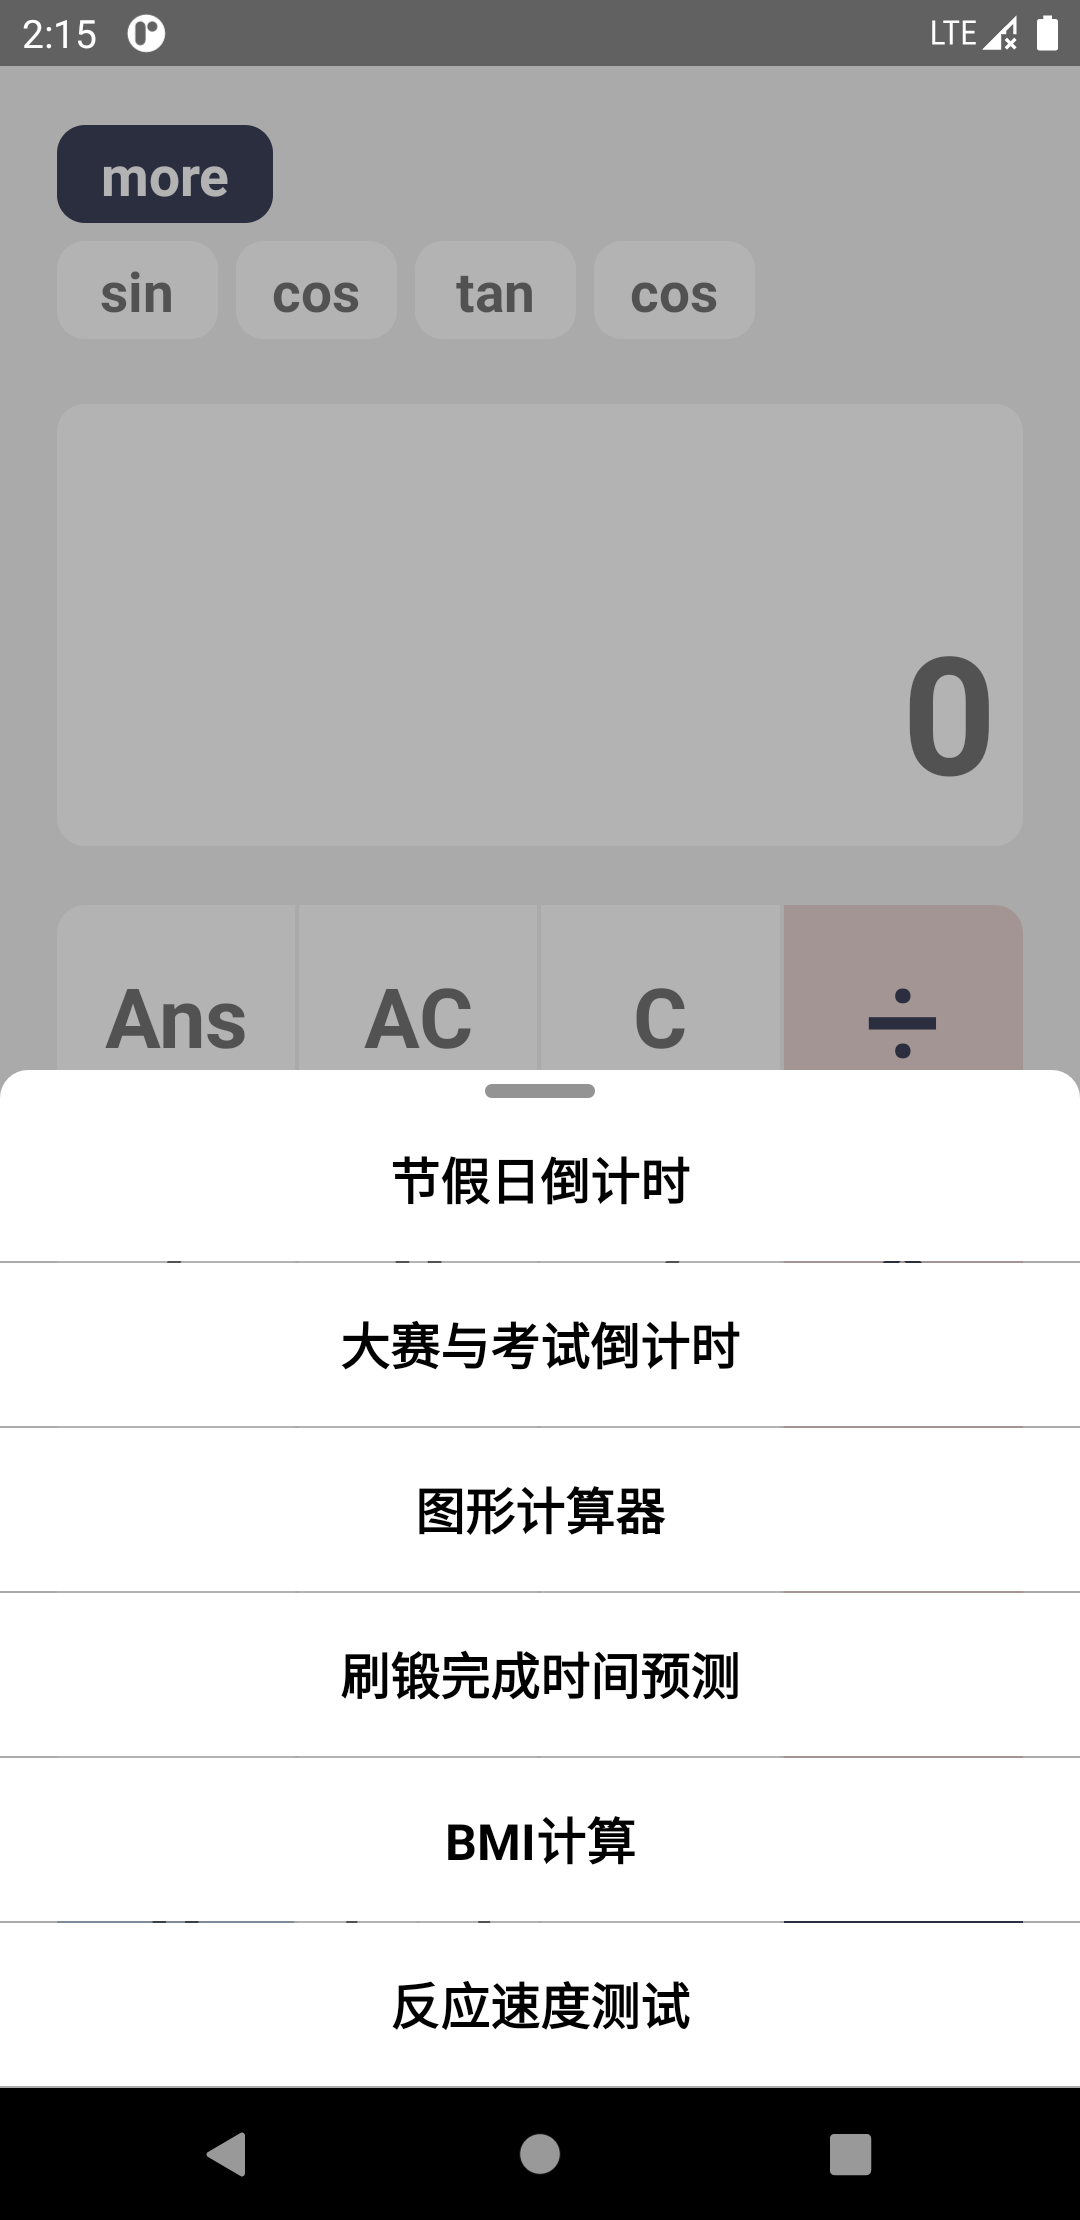 2:15 LTE
more
sin cos tan cos
0
Ans AC C ÷
节假日倒计时
大赛与考试倒计时
图形计算器
刷锻完成时间预测
BMI计算
反应速度测试